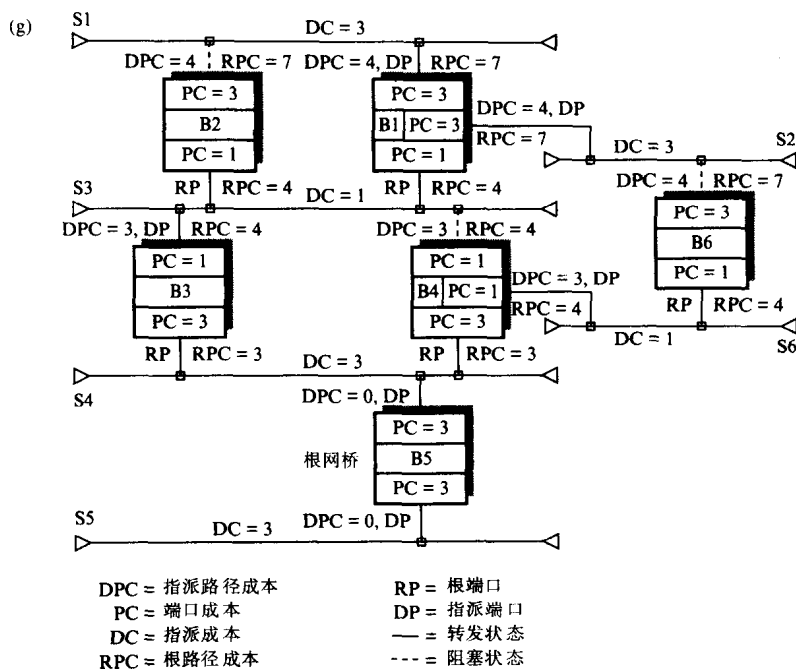 (g)
S1
DC = 3
DPC = 4
RPC = 7
DPC = 4, DP
RPC = 7
PC = 3
B2
PC = 1
PC = 3
B1
PC = 3
PC = 1
DPC = 4, DP
RPC = 7
S2
DC = 3
DPC = 4
RPC = 7
PC = 3
B6
PC = 1
RP
RPC = 4
RP
RPC = 4
S3
DC = 1
DPC = 3, DP
RPC = 4
DPC = 3
RPC = 4
PC = 1
B3
PC = 3
PC = 1
B4
PC = 1
PC = 3
DPC = 3, DP
RPC = 4
RP
RPC = 4
DC = 1
S6
RP
RPC = 3
RP
RPC = 3
S4
DC = 3
DPC = 0, DP
根网桥
PC = 3
B5
PC = 3
S5
DC = 3
DPC = 0, DP
DPC = 指派路径成本
PC = 端口成本
DC = 指派成本
RPC = 根路径成本
RP = 根端口
DP = 指派端口
— = 转发状态
--- = 阻塞状态